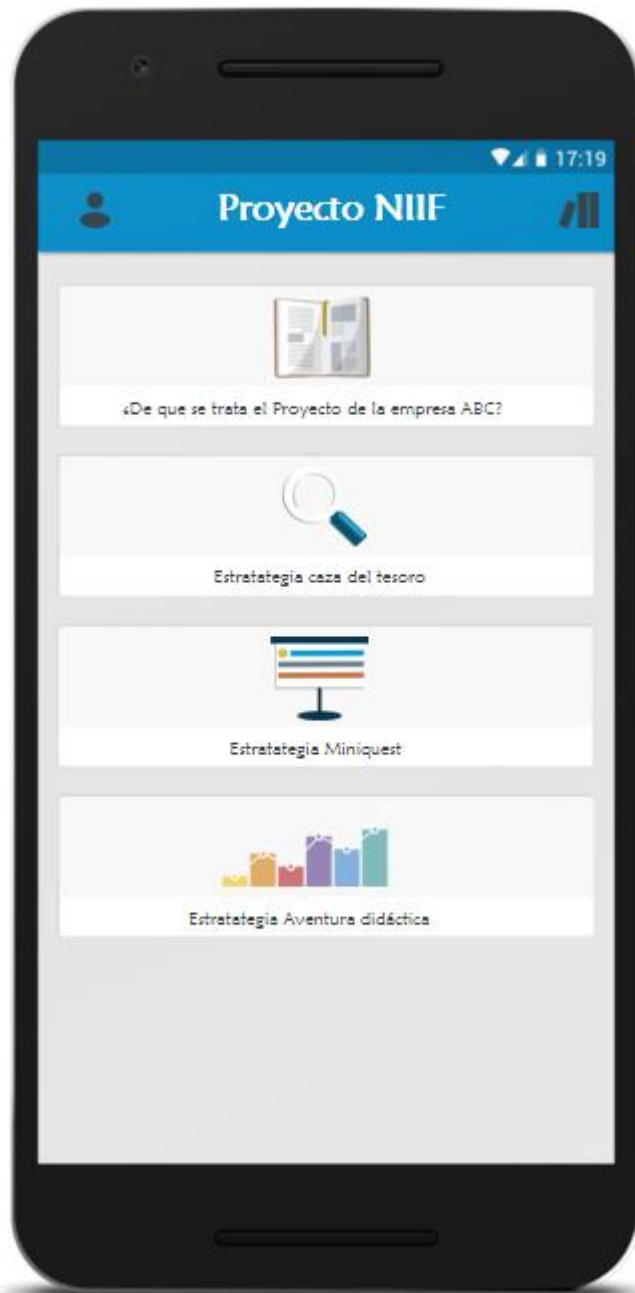 17:19
Proyecto NIIF
¿De que se trata el Proyecto de la empresa ABC?
Estratategia caza del tesoro
Estratategia Miniquest
Estratategia Aventura didáctica